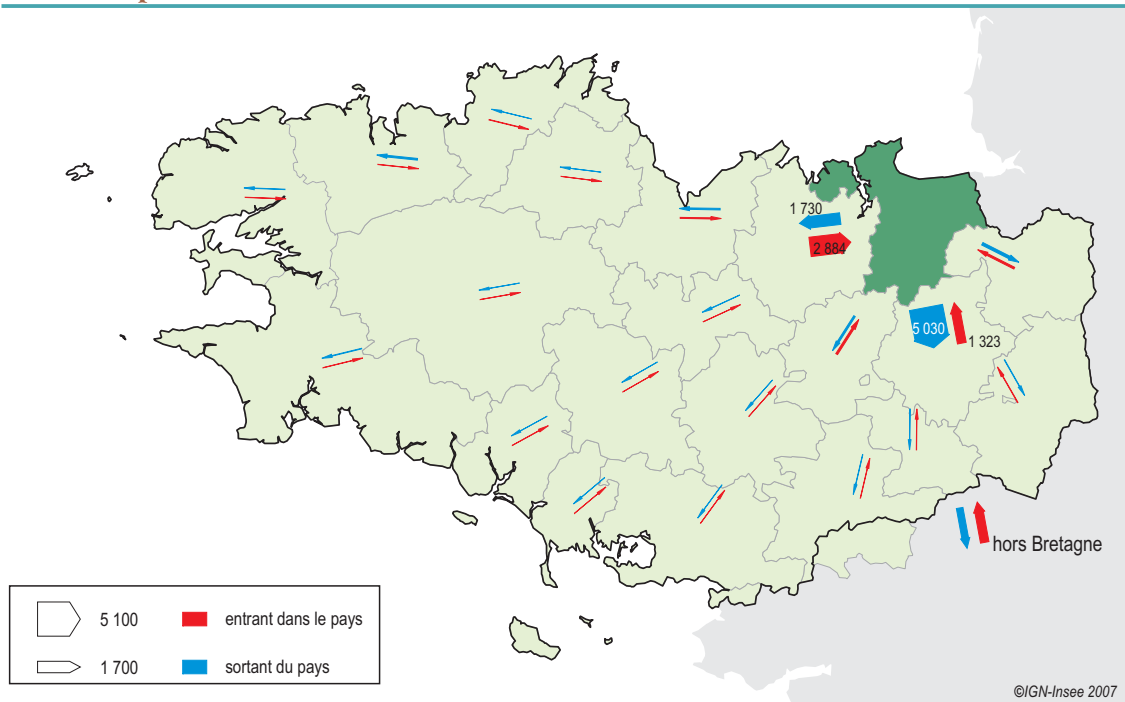 1 730
2 884
5 030
1 323
hors Bretagne
5 100
entrant dans le pays
1 700
sortant du pays
©IGN-Insee 2007